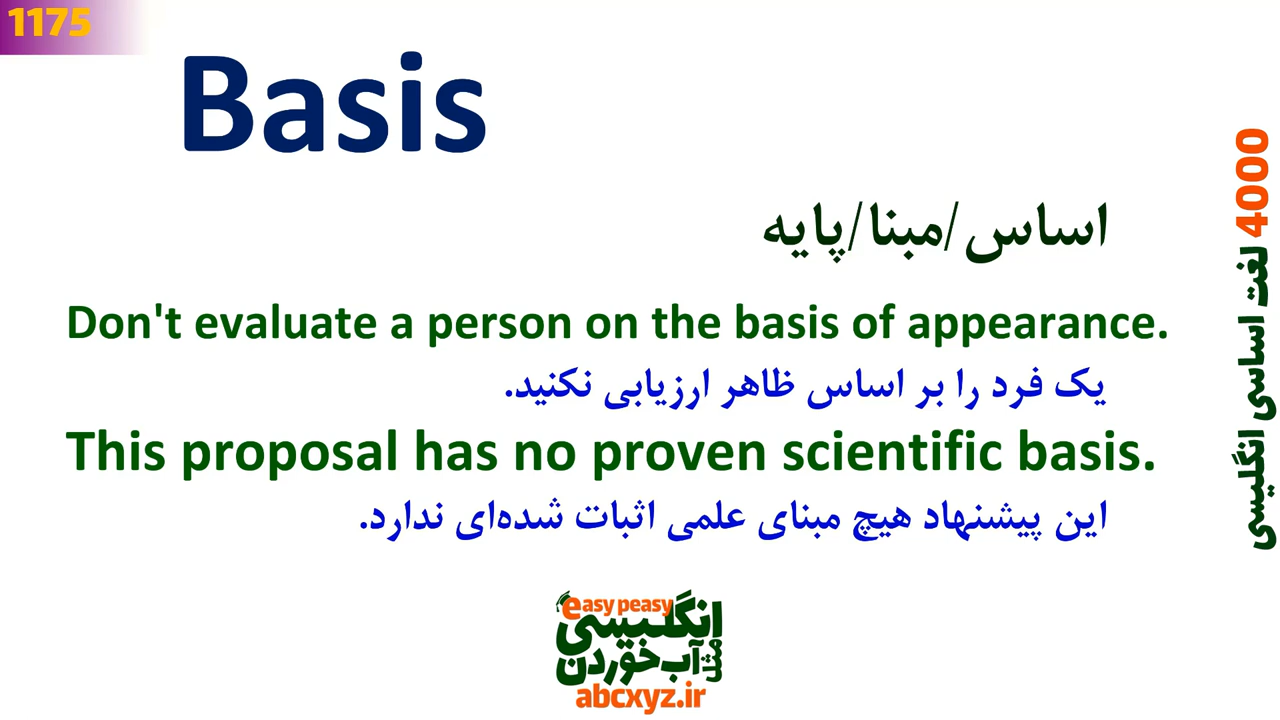 1175
Basis
اساس/مبنا/پایه
Don't evaluate a person on the basis of appearance.
یک فرد را بر اساس ظاهر ارزیابی نکنید.
This proposal has no proven scientific basis.
این پیشنهاد هیچ مبنای علمی اثبات شده‌ای ندارد.
4000 لغت اساسی انگلیسی
easy peasy
انگلیسی
مثل آب خوردن
abcxyz.ir